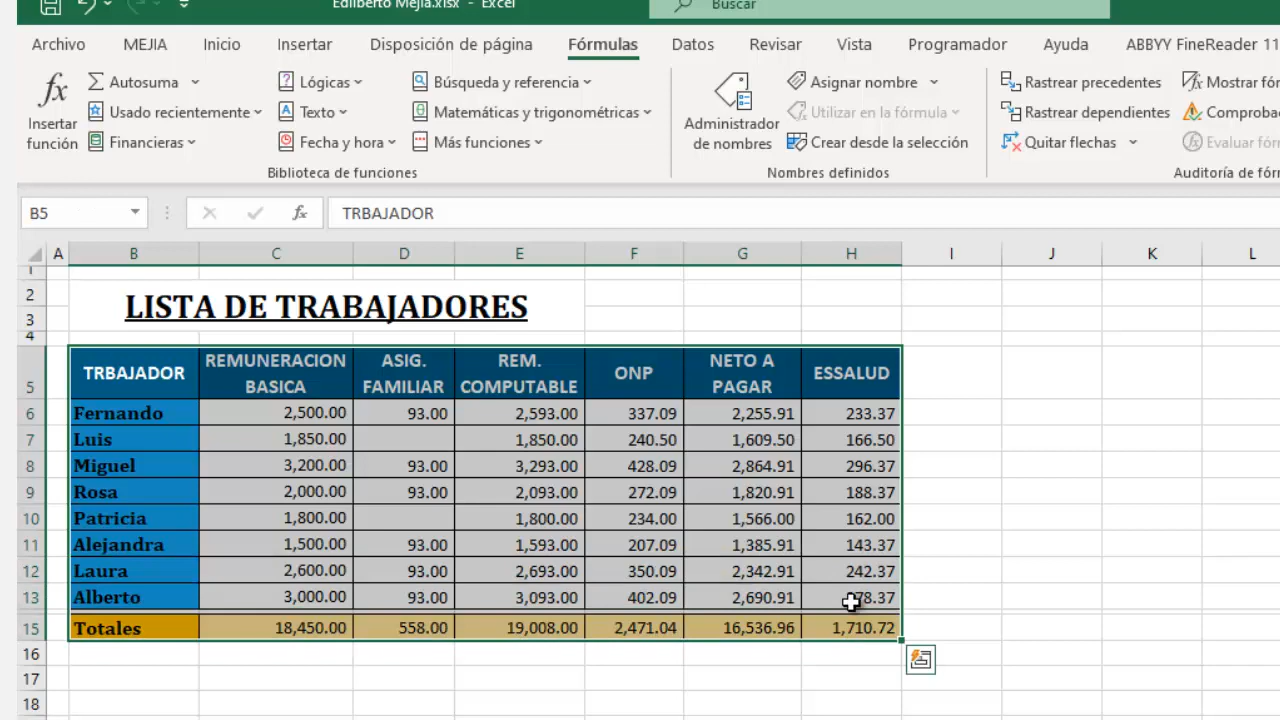 Edilberto Mejia.xlsx - Excel
Buscar
Archivo MEJIA Inicio Insertar Disposición de página Fórmulas Datos Revisar Vista Programador Ayuda ABBYY FineReader 11
fx Insertar función
Autosuma
Usado recientemente
Financieras
Lógicas
Texto
Fecha y hora
Búsqueda y referencia
Matemáticas y trigonométricas
Más funciones
Biblioteca de funciones
Administrador de nombres
Asignar nombre
Utilizar en la fórmula
Crear desde la selección
Nombres definidos
Rastrear precedentes
Rastrear dependientes
Quitar flechas
Mostrar fór
Comproba
Evaluar fór
Auditoría de fór
B5 fx TRBAJADOR
A B C D E F G H I J K L
1
2 LISTA DE TRABAJADORES
3
4
5 TRBAJADOR REMUNERACION BASICA ASIG. FAMILIAR REM. COMPUTABLE ONP NETO A PAGAR ESSALUD
6 Fernando 2,500.00 93.00 2,593.00 337.09 2,255.91 233.37
7 Luis 1,850.00 1,850.00 240.50 1,609.50 166.50
8 Miguel 3,200.00 93.00 3,293.00 428.09 2,864.91 296.37
9 Rosa 2,000.00 93.00 2,093.00 272.09 1,820.91 188.37
10 Patricia 1,800.00 1,800.00 234.00 1,566.00 162.00
11 Alejandra 1,500.00 93.00 1,593.00 207.09 1,385.91 143.37
12 Laura 2,600.00 93.00 2,693.00 350.09 2,342.91 242.37
13 Alberto 3,000.00 93.00 3,093.00 402.09 2,690.91
15 Totales 18,450.00 558.00 19,008.00 2,471.04 16,536.96 1,710.72
16
17
18